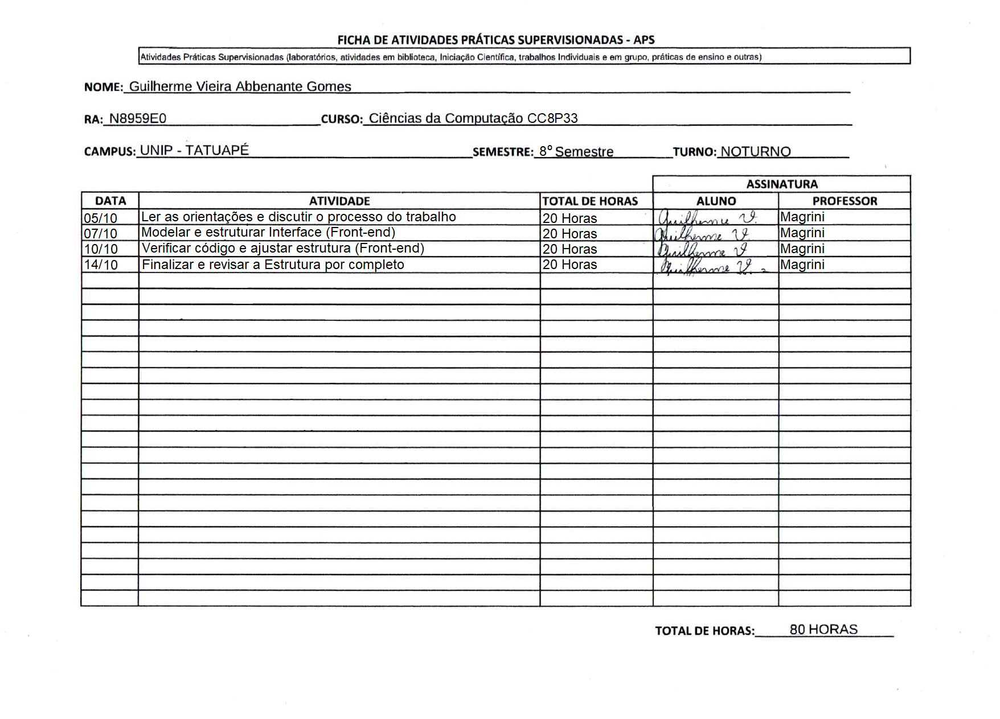 FICHA DE ATIVIDADES PRÁTICAS SUPERVISIONADAS - APS
Atividades Práticas Supervisionadas (laboratórios, atividades em biblioteca, Iniciação Científica, trabalhos Individuais e em grupo, práticas de ensino e outras)
NOME: Guilherme Vieira Abbenante Gomes
RA: N8959E0 CURSO: Ciências da Computação CC8P33
CAMPUS: UNIP - TATUAPÉ SEMESTRE: 8º Semestre TURNO: NOTURNO
ASSINATURA
DATA ATIVIDADE TOTAL DE HORAS ALUNO PROFESSOR
05/10 Ler as orientações e discutir o processo do trabalho 20 Horas Guilherme V. Magrini
07/10 Modelar e estruturar Interface (Front-end) 20 Horas Guilherme V. Magrini
10/10 Verificar código e ajustar estrutura (Front-end) 20 Horas Guilherme V Magrini
14/10 Finalizar e revisar a Estrutura por completo 20 Horas Guilherme V. Magrini
TOTAL DE HORAS: 80 HORAS